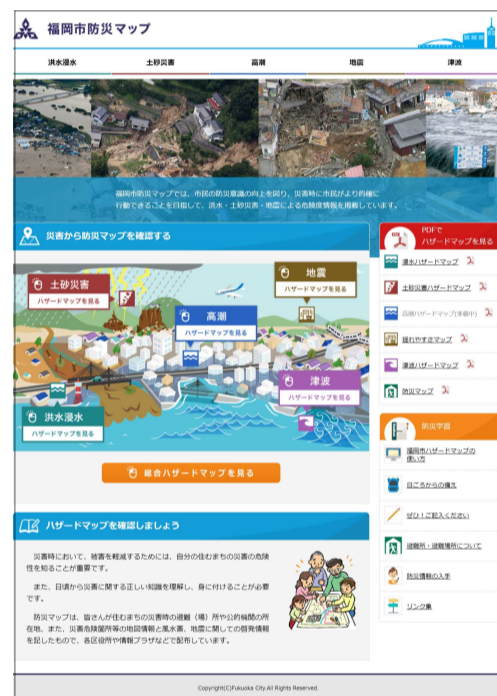 福岡市防災マップ
洪水浸水
土砂災害
高潮
地震
津波
福岡市防災マップでは、市民の防災意識の向上を図り、災害時に市民がより的確に
行動できることを目指して、洪水・土砂災害・地震による危険度情報を掲載しています。
災害から防災マップを確認する
土砂災害
ハザードマップを見る
地震
ハザードマップを見る
高潮
ハザードマップを見る
津波
ハザードマップを見る
洪水浸水
ハザードマップを見る
総合ハザードマップを見る
ハザードマップを確認しましょう
災害時において、被害を軽減するためには、自分の住むまちの災害の危険
性を知ることが重要です。
また、日頃から災害に関する正しい知識を理解し、身に付けることが必要
です。
防災マップは、皆さんが住むまちの災害時の避難（場）所や公的機関の所
在地、また、災害危険箇所等の地図情報と風水害、地震に関しての啓発情報
を記したもので、各区役所や情報プラザなどで配布しています。
PDFで
ハザードマップを見る
浸水ハザードマップ
土砂災害ハザードマップ
高潮ハザードマップ(準備中)
揺れやすさマップ
津波ハザードマップ
防災マップ
防災学習
福岡市ハザードマップの
使い方
日ごろからの備え
ぜひ！ご記入ください
避難所・避難場所について
防災情報の入手
リンク集
Copyright(C)Fukuoka City.All Rights Reserved.